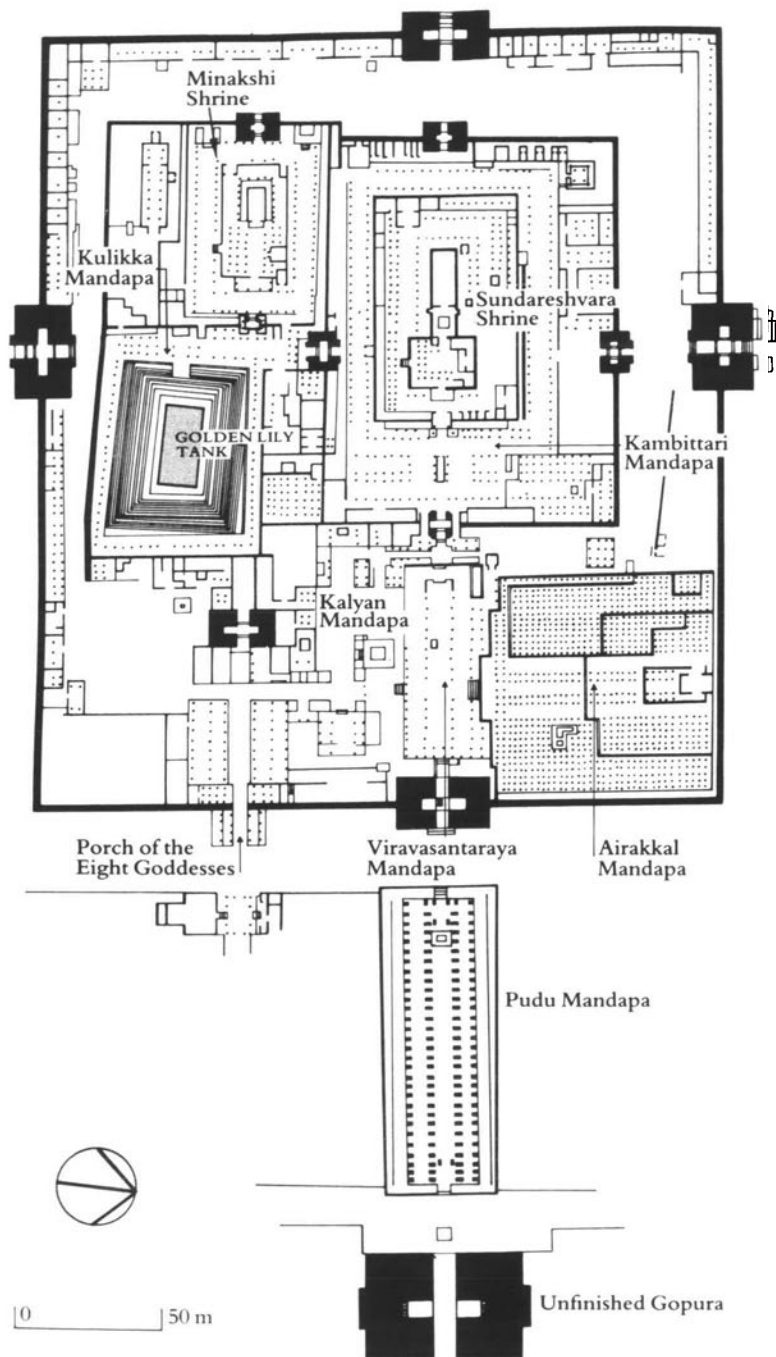 Minakshi
Shrine
Kulikka
Mandapa
Sundareshvara
Shrine
GOLDEN LILY
TANK
Kambittari
Mandapa
Kalyan
Mandapa
Porch of the
Eight Goddesses
Viravasantaraya
Mandapa
Airakkal
Mandapa
Pudu Mandapa
Unfinished Gopura
0 50 m